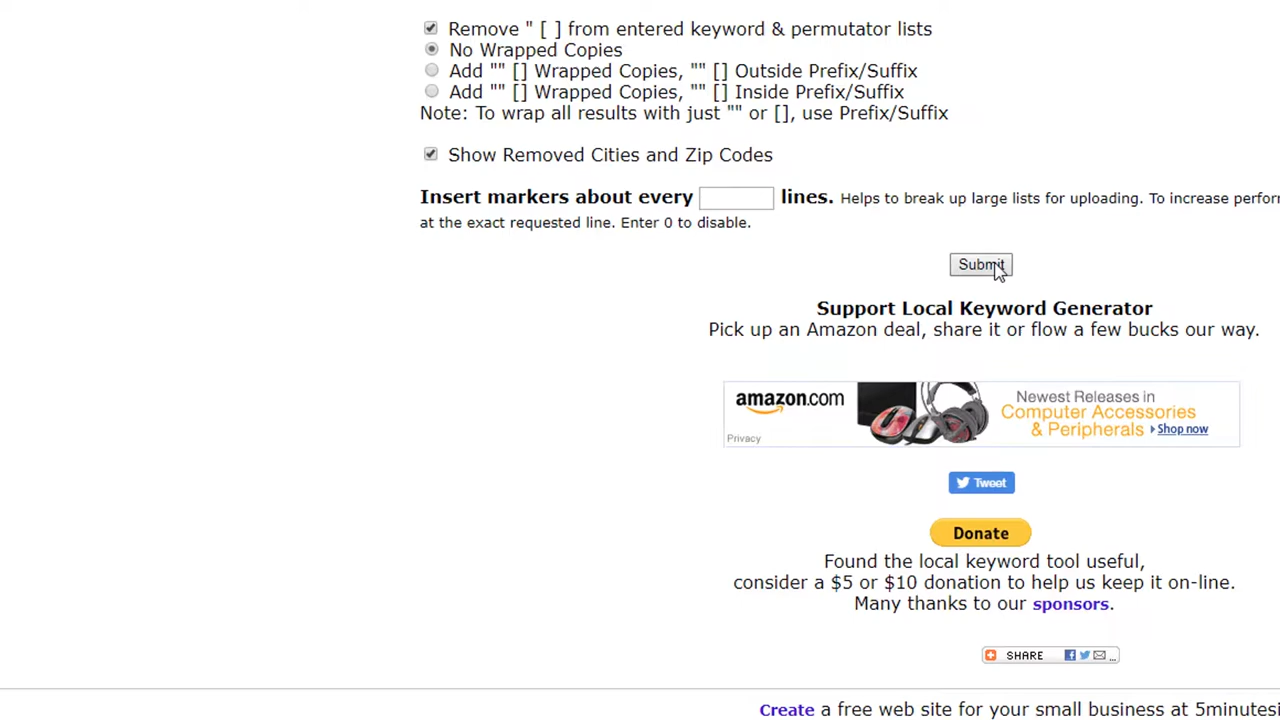 Remove " [ ] from entered keyword & permutator lists
No Wrapped Copies
Add "" [] Wrapped Copies, "" [] Outside Prefix/Suffix
Add "" [] Wrapped Copies, "" [] Inside Prefix/Suffix
Note: To wrap all results with just "" or [], use Prefix/Suffix
Show Removed Cities and Zip Codes
Insert markers about every lines. Helps to break up large lists for uploading. To increase perfor
at the exact requested line. Enter 0 to disable.
Submit
Support Local Keyword Generator
Pick up an Amazon deal, share it or flow a few bucks our way.
amazon.com
Privacy
Newest Releases in
Computer Accessories
& Peripherals Shop now
Tweet
Donate
Found the local keyword tool useful,
consider a $5 or $10 donation to help us keep it on-line.
Many thanks to our sponsors.
SHARE ...
Create a free web site for your small business at 5minutesi